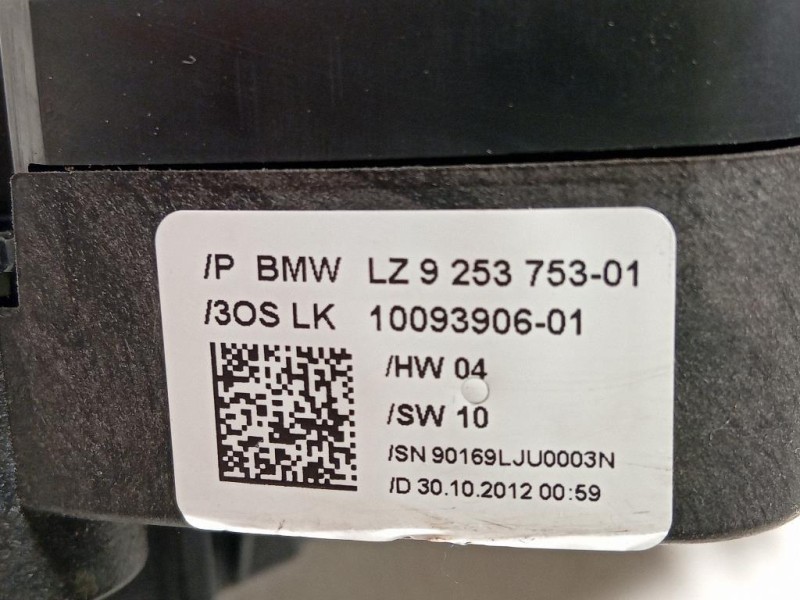 /P BMW LZ 9 253 753-01
/3OS LK 10093906-01
/HW 04
/SW 10
/SN 90169LJU0003N
/D 30.10.2012 00:59